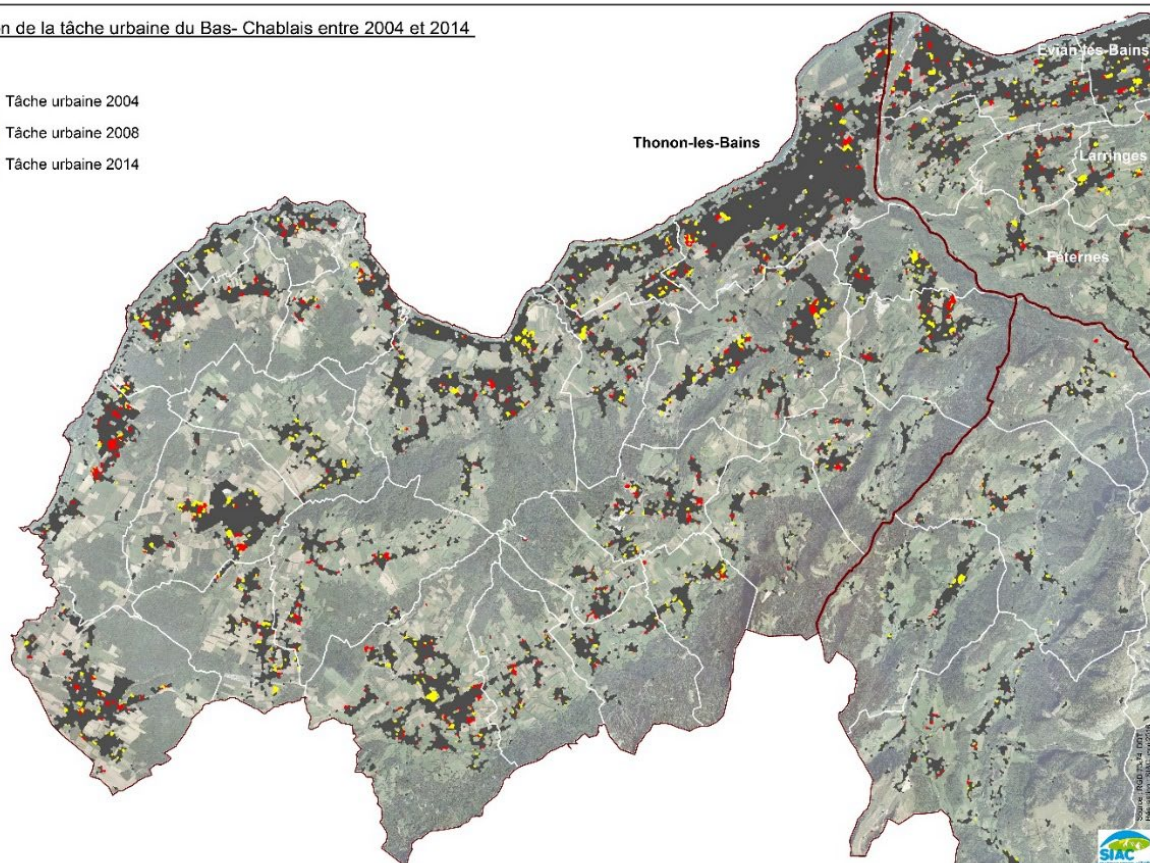 n de la tâche urbaine du Bas- Chablais entre 2004 et 2014
Tâche urbaine 2004
Tâche urbaine 2008
Tâche urbaine 2014
Evian-les-Bains
Thonon-les-Bains
Larringes
Féternes
SIAC